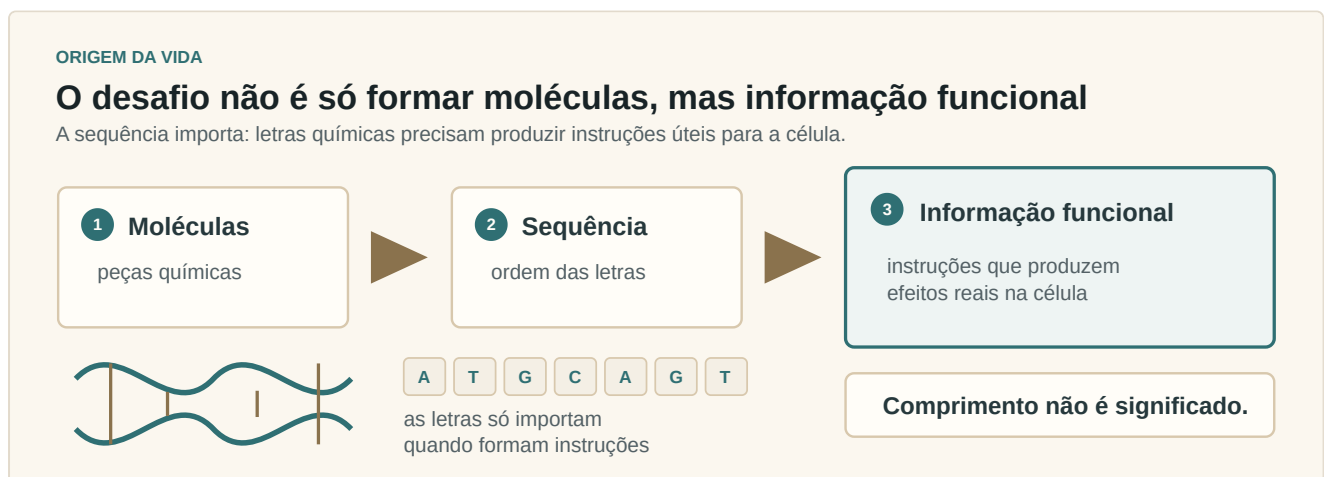 ORIGEM DA VIDA
O desafio não é só formar moléculas, mas informação funcional
A sequência importa: letras químicas precisam produzir instruções úteis para a célula.
1 Moléculas
peças químicas
2 Sequência
ordem das letras
3 Informação funcional
instruções que produzem
efeitos reais na célula
A T G C A G T
as letras só importam
quando formam instruções
Comprimento não é significado.